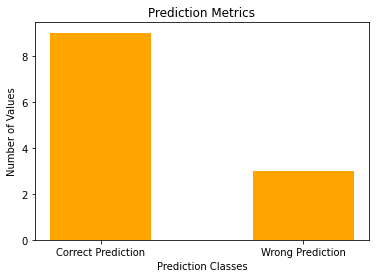 Prediction Metrics
Number of Values
8
6
4
2
0
Correct Prediction Wrong Prediction
Prediction Classes